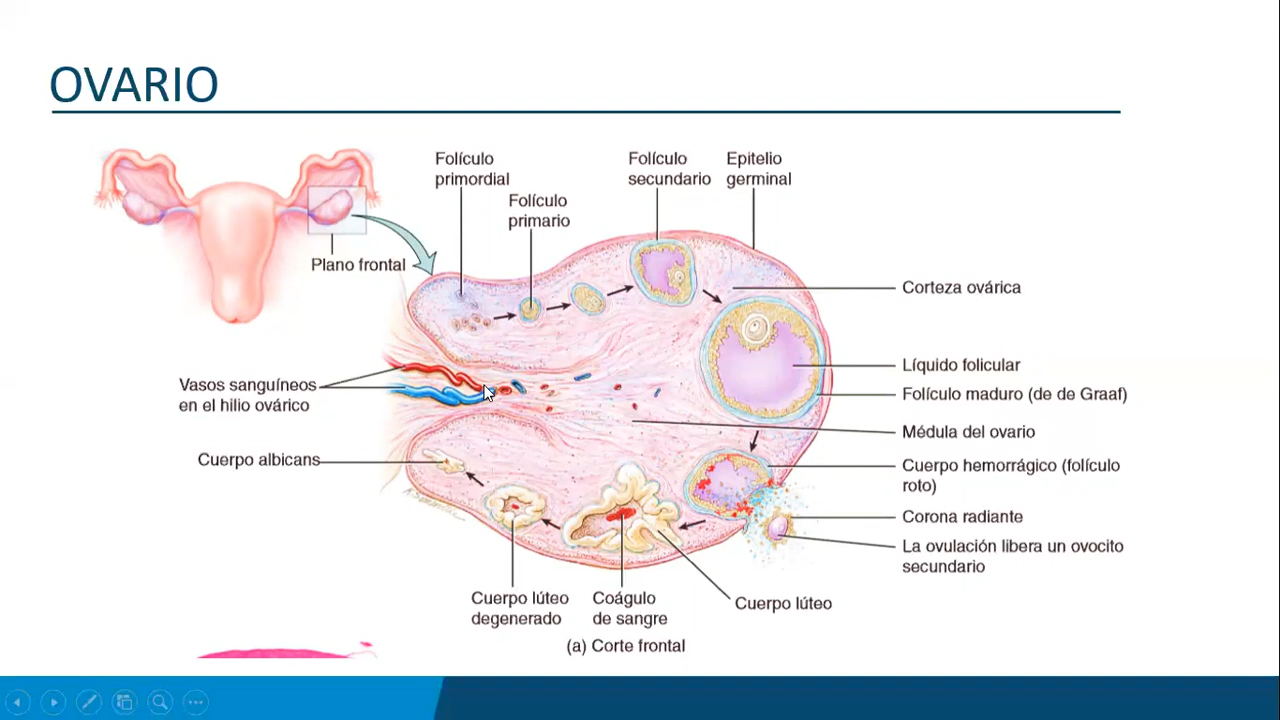 OVARIO
Folículo
primordial
Folículo
primario
Folículo
secundario
Epitelio
germinal
Plano frontal
Corteza ovárica
Vasos sanguíneos
en el hilio ovárico
Líquido folicular
Folículo maduro (de de Graaf)
Médula del ovario
Cuerpo albicans
Cuerpo hemorrágico (folículo
roto)
Corona radiante
La ovulación libera un ovocito
secundario
Cuerpo lúteo
degenerado
Coágulo
de sangre
Cuerpo lúteo
(a) Corte frontal